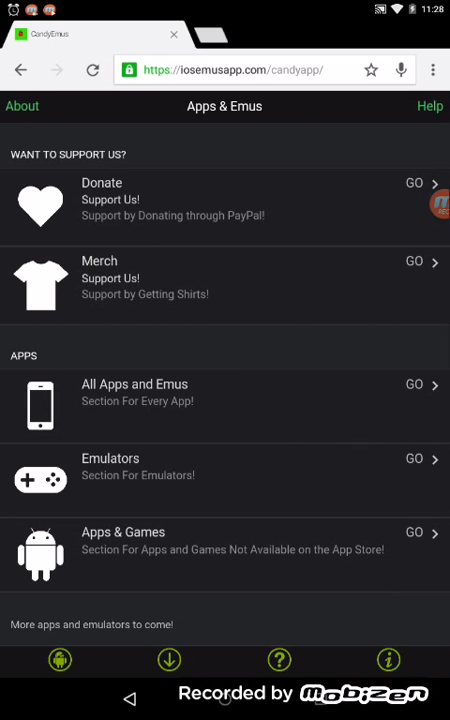 11:28
CandyEmus
https://iosemusapp.com/candyapp/
About Apps & Emus Help
WANT TO SUPPORT US?
Donate GO
Support Us!
REC
Support by Donating through PayPal!
Merch GO
Support Us!
Support by Getting Shirts!
APPS
All Apps and Emus GO
Section For Every App!
Emulators GO
Section For Emulators!
Apps & Games GO
Section For Apps and Games Not Available on the App Store!
More apps and emulators to come!
Recorded by MOBIZEN